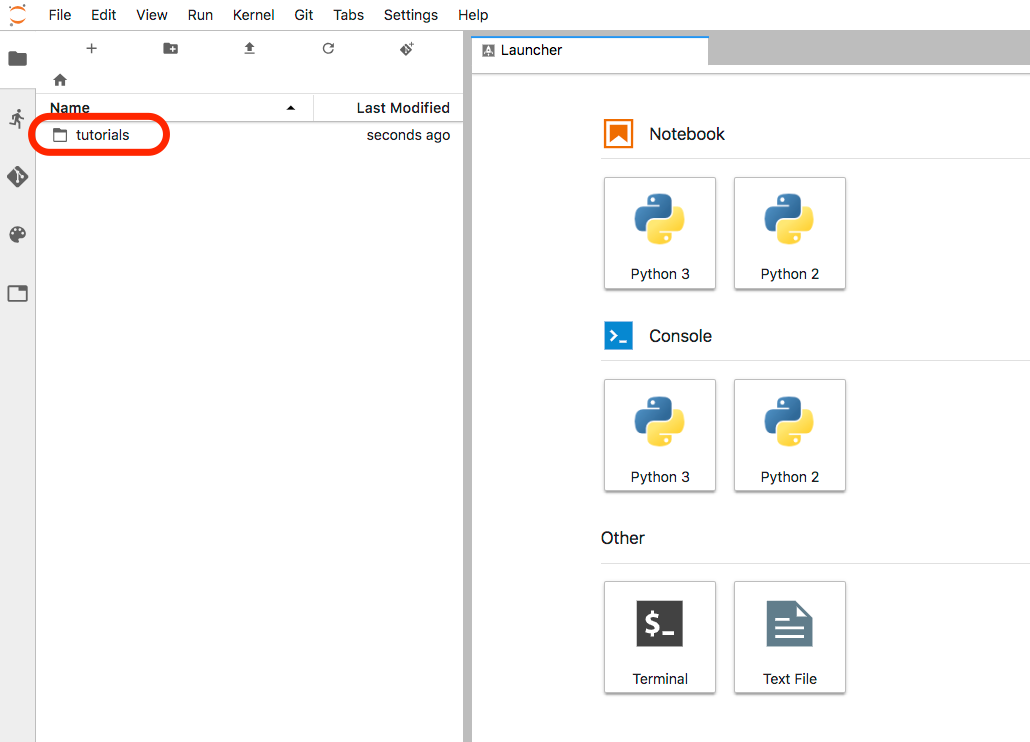 File Edit View Run Kernel Git Tabs Settings Help
Launcher
Name Last Modified
tutorials seconds ago
Notebook
Python 3 Python 2
Console
Python 3 Python 2
Other
$_
Terminal Text File